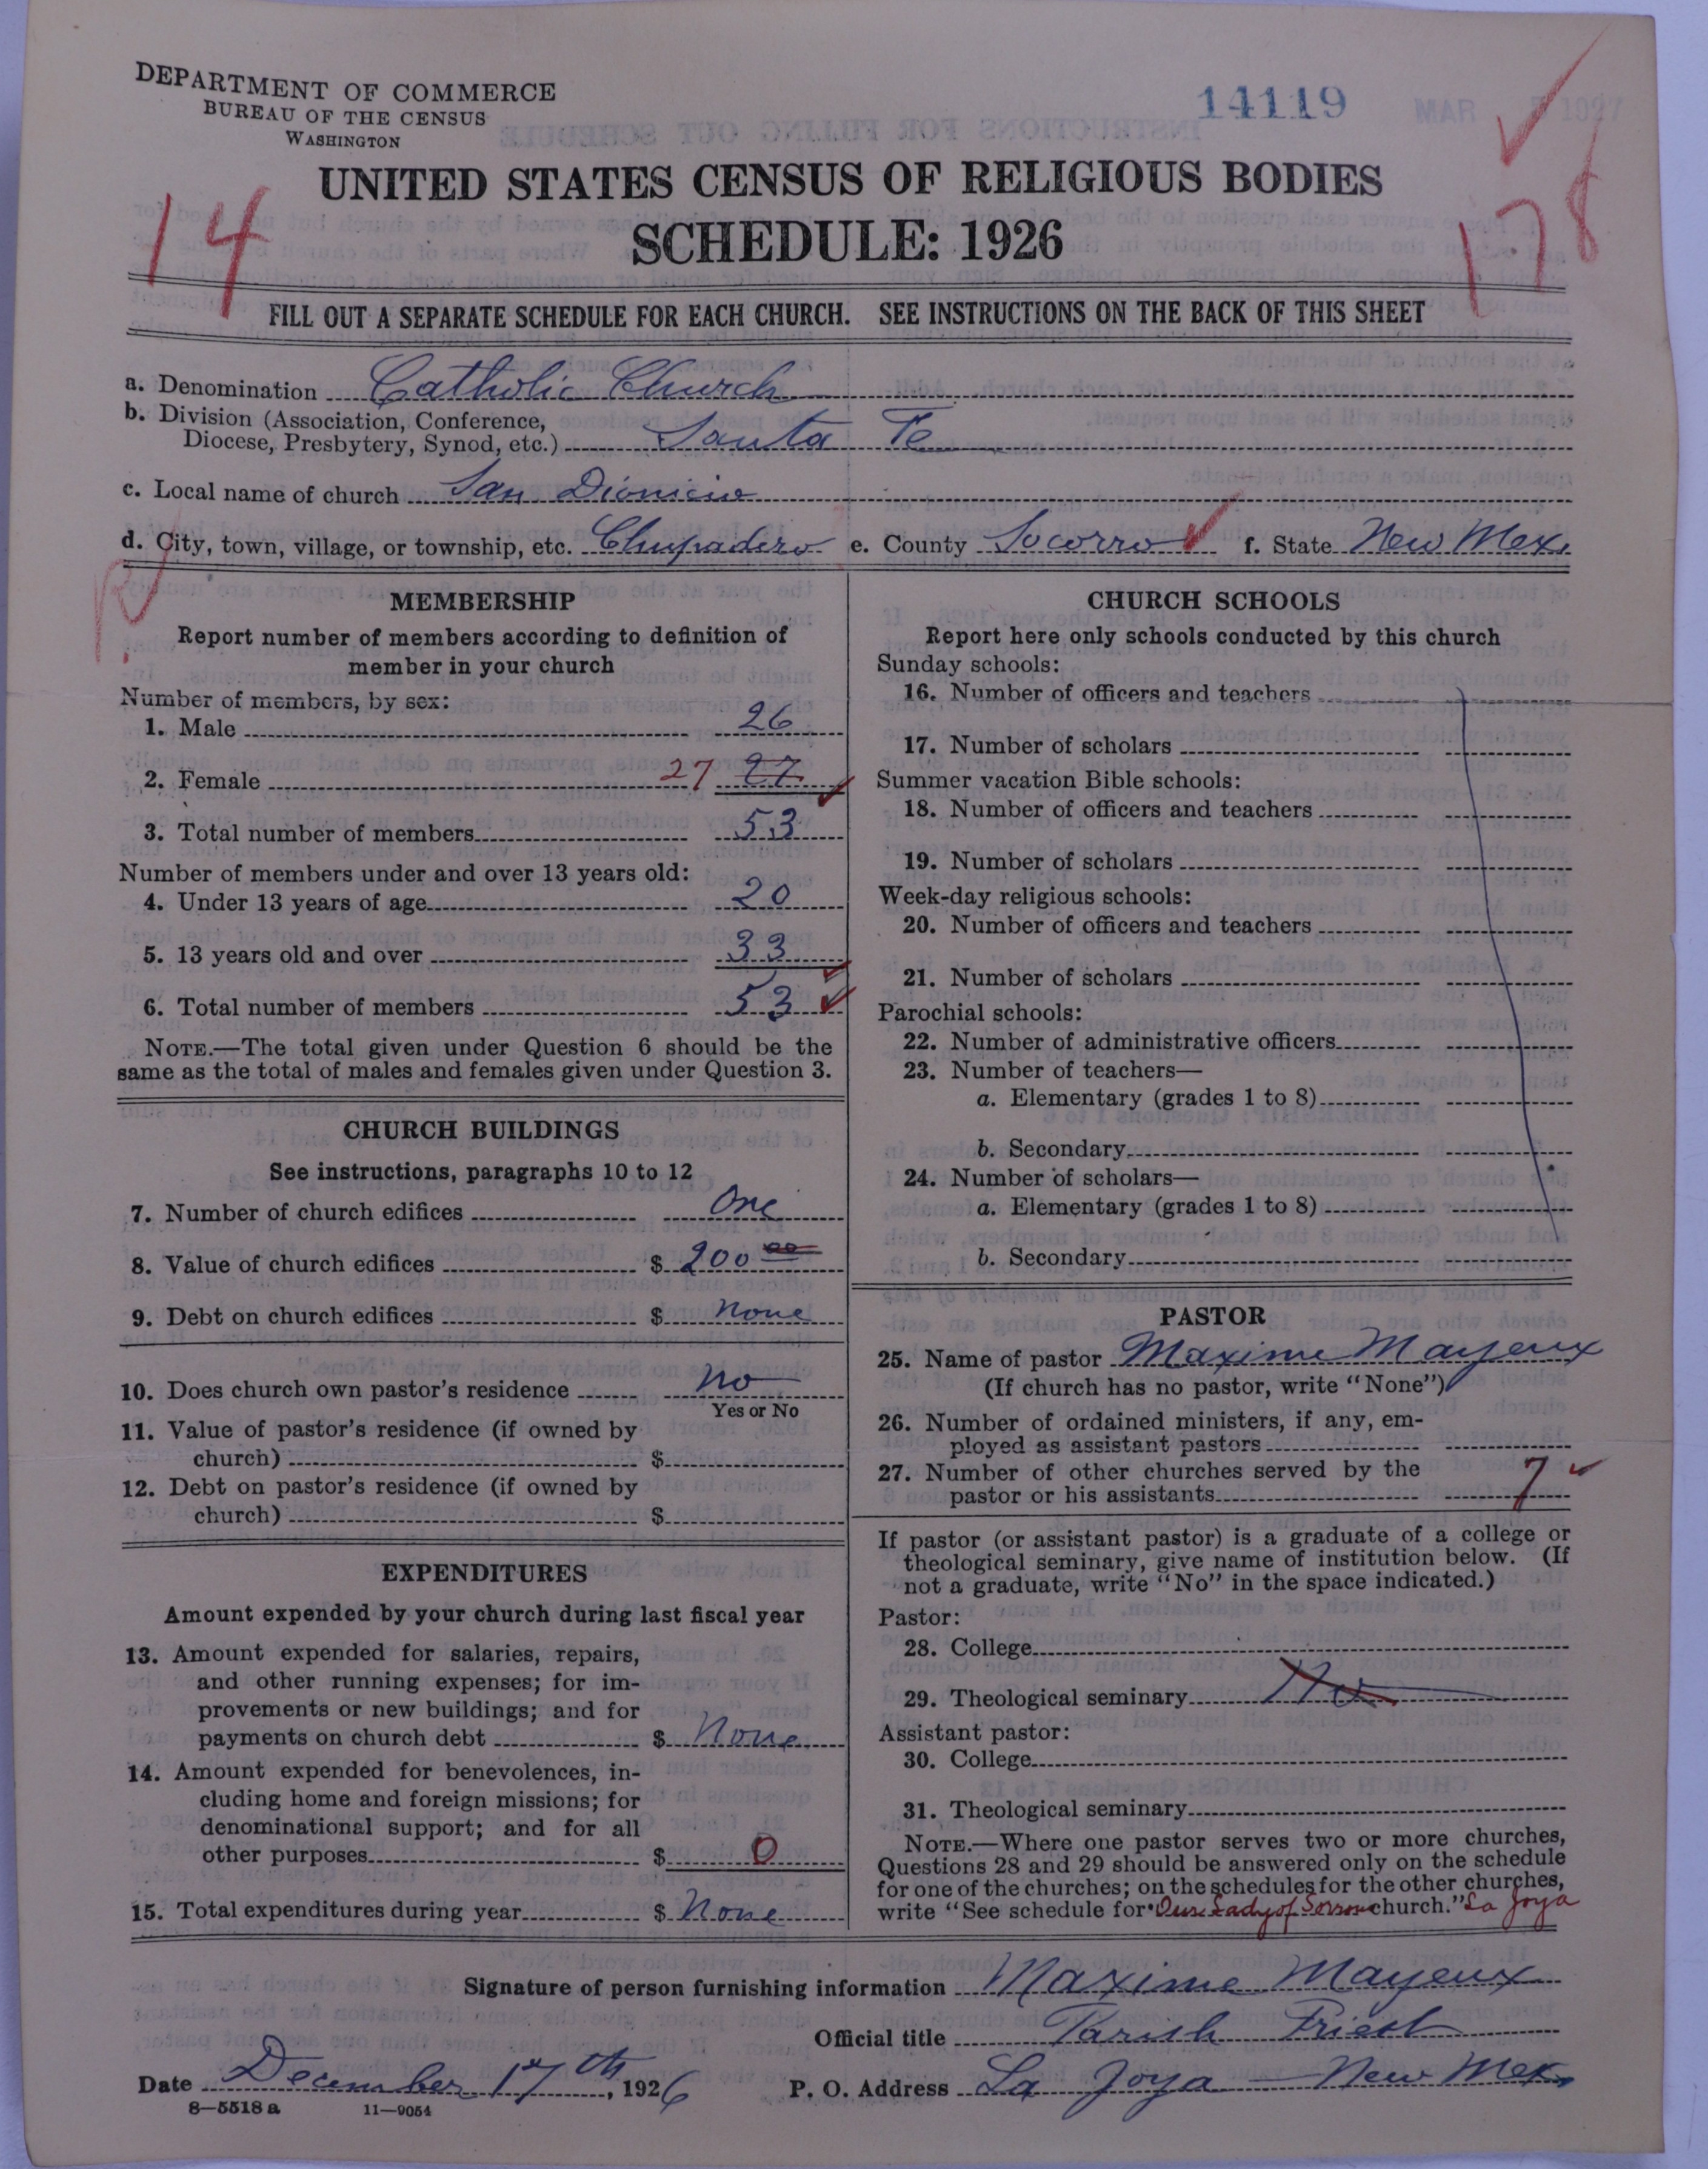 DEPARTMENT OF COMMERCE
BUREAU OF THE CENSUS
WASHINGTON
14119
MAR 1927
UNITED STATES CENSUS OF RELIGIOUS BODIES
SCHEDULE: 1926
14
178
FILL OUT A SEPARATE SCHEDULE FOR EACH CHURCH. SEE INSTRUCTIONS ON THE BACK OF THIS SHEET
a. Denomination Catholic Church
b. Division (Association, Conference,
Diocese, Presbytery, Synod, etc.) Santa Fe
c. Local name of church San Dionicio
d. City, town, village, or township, etc. Chupadero e. County Socorro f. State New Mex.
MEMBERSHIP
Report number of members according to definition of
member in your church
Number of members, by sex:
1. Male 26
2. Female 27 27
3. Total number of members 53
Number of members under and over 13 years old:
4. Under 13 years of age 20
5. 13 years old and over 33
6. Total number of members 53
NOTE.—The total given under Question 6 should be the
same as the total of males and females given under Question 3.
CHURCH BUILDINGS
See instructions, paragraphs 10 to 12
7. Number of church edifices One
8. Value of church edifices $ 200 00
9. Debt on church edifices $ None
10. Does church own pastor's residence No
Yes or No
11. Value of pastor's residence (if owned by
church) $
12. Debt on pastor's residence (if owned by
church) $
EXPENDITURES
Amount expended by your church during last fiscal year
13. Amount expended for salaries, repairs,
and other running expenses; for im-
provements or new buildings; and for
payments on church debt $ None
14. Amount expended for benevolences, in-
cluding home and foreign missions; for
denominational support; and for all
other purposes $ 0
15. Total expenditures during year $ None
CHURCH SCHOOLS
Report here only schools conducted by this church
Sunday schools:
16. Number of officers and teachers
17. Number of scholars
Summer vacation Bible schools:
18. Number of officers and teachers
19. Number of scholars
Week-day religious schools:
20. Number of officers and teachers
21. Number of scholars
Parochial schools:
22. Number of administrative officers
23. Number of teachers—
a. Elementary (grades 1 to 8)
b. Secondary
24. Number of scholars—
a. Elementary (grades 1 to 8)
b. Secondary
PASTOR
25. Name of pastor Maxime Mayeux
(If church has no pastor, write "None")
26. Number of ordained ministers, if any, em-
ployed as assistant pastors
27. Number of other churches served by the
pastor or his assistants 7
If pastor (or assistant pastor) is a graduate of a college or
theological seminary, give name of institution below. (If
not a graduate, write "No" in the space indicated.)
Pastor:
28. College
29. Theological seminary No
Assistant pastor:
30. College
31. Theological seminary
NOTE.—Where one pastor serves two or more churches,
Questions 28 and 29 should be answered only on the schedule
for one of the churches; on the schedules for the other churches,
write "See schedule for Our Lady of Sorrow church." La Joya
Signature of person furnishing information Maxime Mayeux
Official title Parish Priest
Date December 17th, 1926 P. O. Address La Joya — New Mex.
8—5518a 11—9054